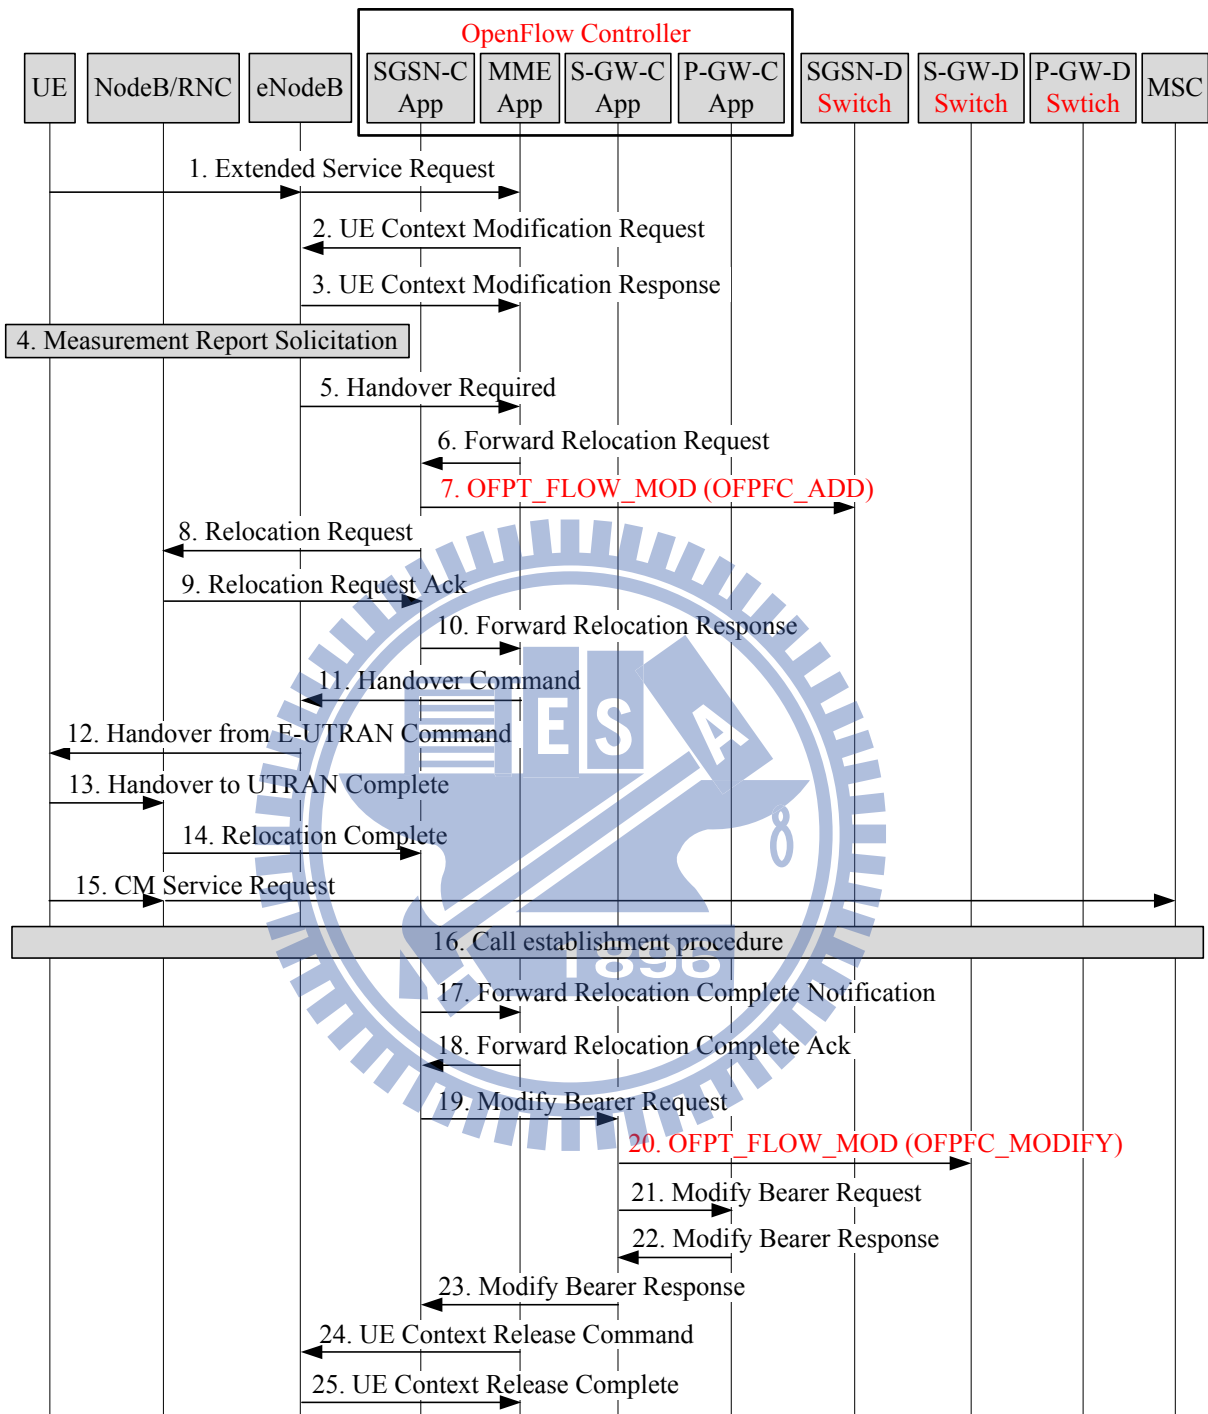 OpenFlow Controller
UE
NodeB/RNC
eNodeB
SGSN-C
App
MME
App
S-GW-C
App
P-GW-C
App
SGSN-D
Switch
S-GW-D
Switch
P-GW-D
Swtich
MSC
1. Extended Service Request
2. UE Context Modification Request
3. UE Context Modification Response
4. Measurement Report Solicitation
5. Handover Required
6. Forward Relocation Request
7. OFPT_FLOW_MOD (OFPFC_ADD)
8. Relocation Request
9. Relocation Request Ack
10. Forward Relocation Response
11. Handover Command
12. Handover from E-UTRAN Command
13. Handover to UTRAN Complete
14. Relocation Complete
15. CM Service Request
16. Call establishment procedure
17. Forward Relocation Complete Notification
18. Forward Relocation Complete Ack
19. Modify Bearer Request
20. OFPT_FLOW_MOD (OFPFC_MODIFY)
21. Modify Bearer Request
22. Modify Bearer Response
23. Modify Bearer Response
24. UE Context Release Command
25. UE Context Release Complete
E S A
8
1896